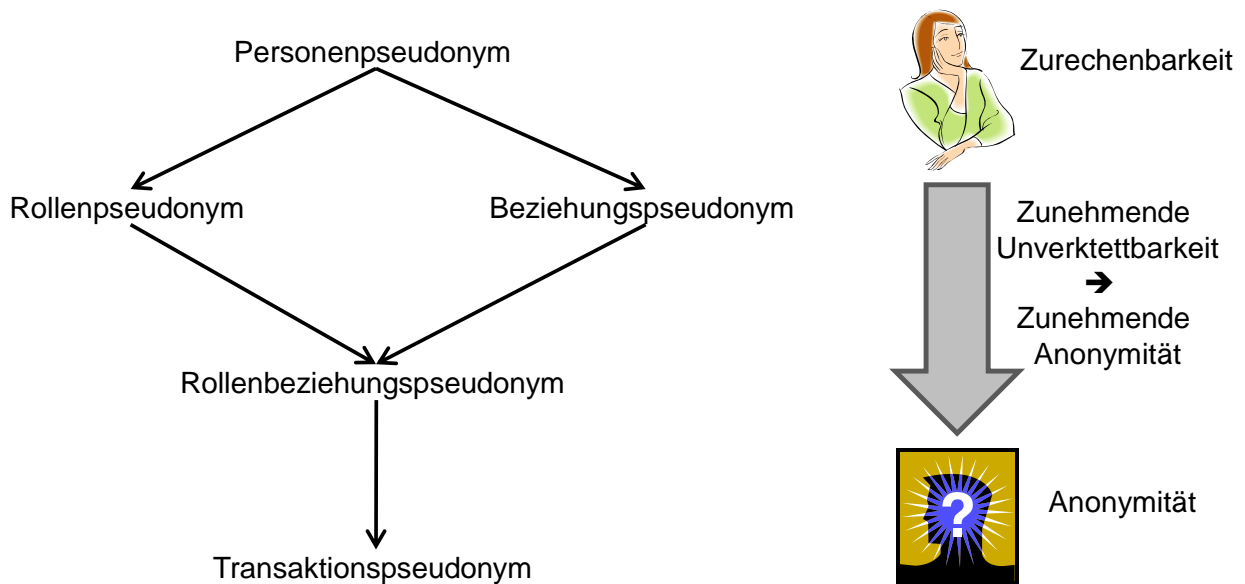 Personenpseudonym
Rollenpseudonym
Beziehungspseudonym
Rollenbeziehungspseudonym
Transaktionspseudonym
Zurechenbarkeit
Zunehmende
Unverktettbarkeit
➔
Zunehmende
Anonymität
?
Anonymität